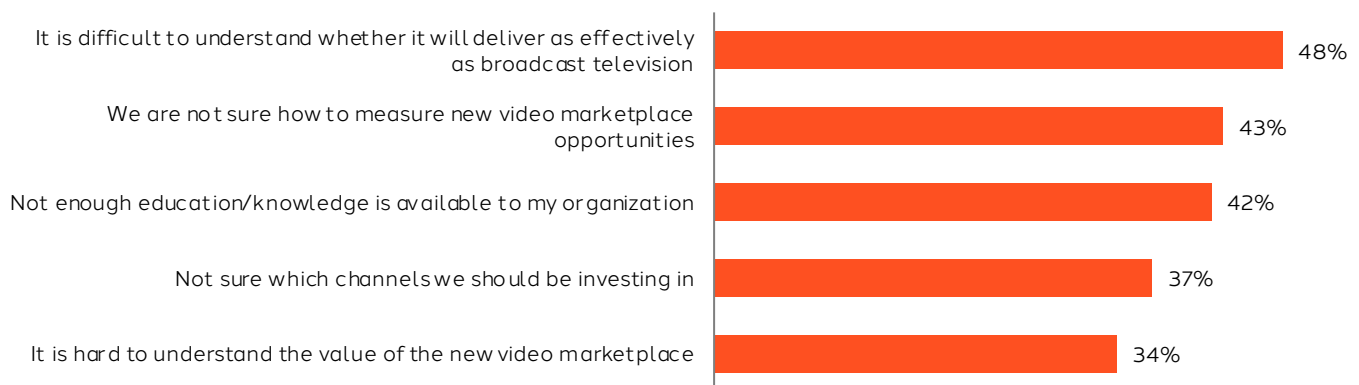 It is difficult to understand whether it will deliver as effectively
as broadcast television
48%
We are not sure how to measure new video marketplace
opportunities
43%
Not enough education/knowledge is available to my organization
42%
Not sure which channels we should be investing in
37%
It is hard to understand the value of the new video marketplace
34%